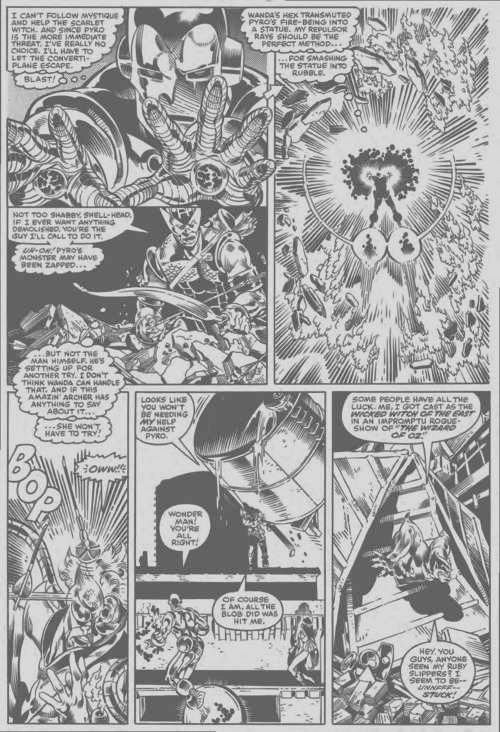 I CAN'T FOLLOW MYSTIQUE
AND HELP THE SCARLET
WITCH. AND SINCE PYRO
IS THE MORE IMMEDIATE
THREAT, I'VE REALLY NO
CHOICE. I'LL HAVE TO
LET THE CONVERTI-
PLANE ESCAPE.
BLAST!
WANDA'S HEX TRANSMUTED
PYRO'S FIRE-BEING INTO
A STATUE. MY REPULSOR
RAYS SHOULD BE THE
PERFECT METHOD...
...FOR SMASHING
THE STATUE INTO
RUBBLE.
NOT TOO SHABBY, SHELL-HEAD.
IF I EVER WANT ANYTHING
DEMOLISHED, YOU'RE THE
GUY I'LL CALL TO DO IT.
UH-OH! PYRO'S
MONSTER MAY HAVE
BEEN ZAPPED...
...BUT NOT THE
MAN HIMSELF. HE'S
SETTING UP FOR
ANOTHER TRY. I DON'T
THINK WANDA CAN HANDLE
THAT. AND IF THIS
AMAZIN' ARCHER HAS
ANYTHING TO SAY
ABOUT IT...
...SHE WON'T
HAVE TO TRY!
BOP
OWW!!
LOOKS LIKE
YOU WON'T
BE NEEDING
MY HELP
AGAINST
PYRO.
WONDER
MAN!
YOU'RE
ALL
RIGHT!
OF COURSE
I AM. ALL THE
BLOB DID WAS
HIT ME.
SOME PEOPLE HAVE ALL THE
LUCK. ME, I GOT CAST AS THE
WICKED WITCH OF THE EAST
IN AN IMPROMPTU ROGUE-
SHOW OF "THE WIZARD
OF OZ."
HEY, YOU
GUYS, ANYONE
SEEN MY RUBY
SLIPPERS? I
SEEM TO BE--
UNNFFF--
STUCK!